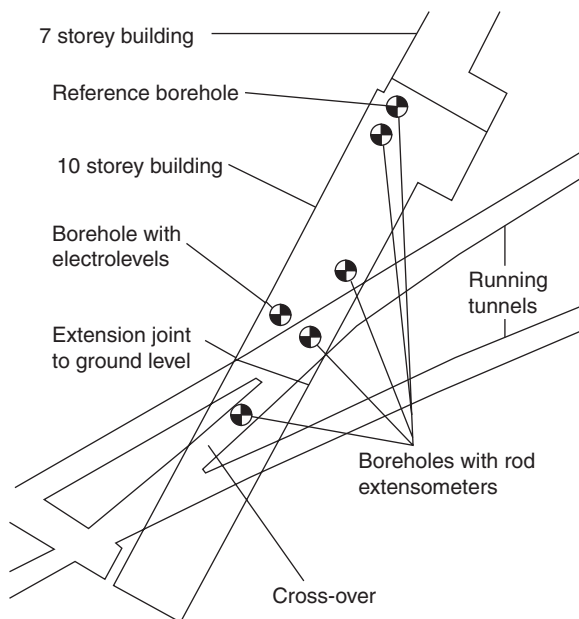 7 storey building
Reference borehole
10 storey building
Borehole with
electrolevels
Running
tunnels
Extension joint
to ground level
Boreholes with rod
extensometers
Cross-over